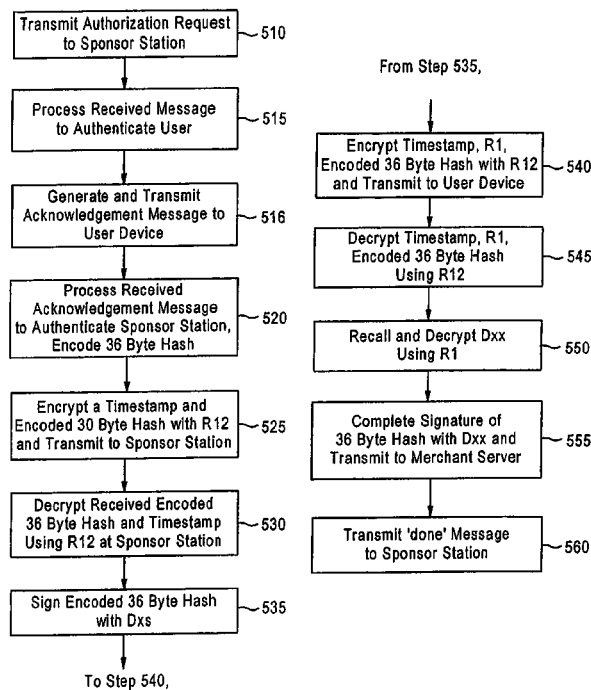 Transmit Authorization Request
to Sponsor Station
510
Process Received Message
to Authenticate User
515
Generate and Transmit
Acknowledgement Message to
User Device
516
Process Received
Acknowledgement Message
to Authenticate Sponsor Station,
Encode 36 Byte Hash
520
Encrypt a Timestamp and
Encoded 30 Byte Hash with R12
and Transmit to Sponsor Station
525
Decrypt Received Encoded
36 Byte Hash and Timestamp
Using R12 at Sponsor Station
530
Sign Encoded 36 Byte Hash
with Dxs
535
To Step 540,
From Step 535,
Encrypt Timestamp, R1,
Encoded 36 Byte Hash with R12
and Transmit to User Device
540
Decrypt Timestamp, R1,
Encoded 36 Byte Hash
Using R12
545
Recall and Decrypt Dxx
Using R1
550
Complete Signature of
36 Byte Hash with Dxx and
Transmit to Merchant Server
555
Transmit 'done' Message
to Sponsor Station
560